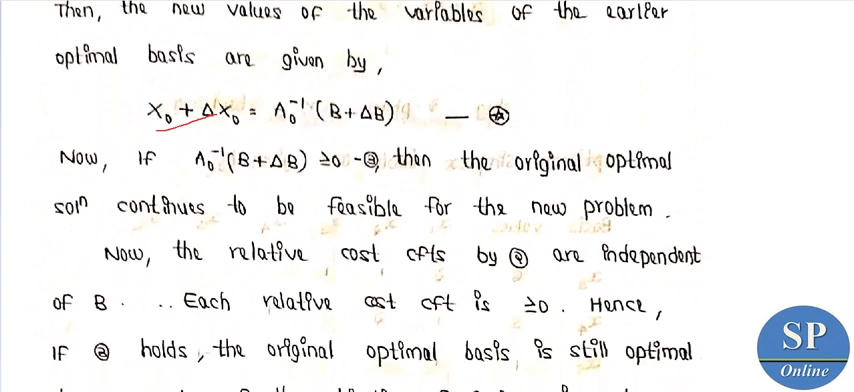 Then, the new values of the variables of the earlier
optimal basis are given by,
X₀ + ΔX₀ = A₀⁻¹ (B + ΔB) — ⊛
Now, if A₀⁻¹(B + ΔB) ≥0 -③, then the original optimal
solⁿ continues to be feasible for the new problem.
Now, the relative cost cfts by ② are independent
of B. ∴ Each relative cost cft is ≥0. Hence,
if ③ holds, the original optimal basis is still optimal
SP
Online